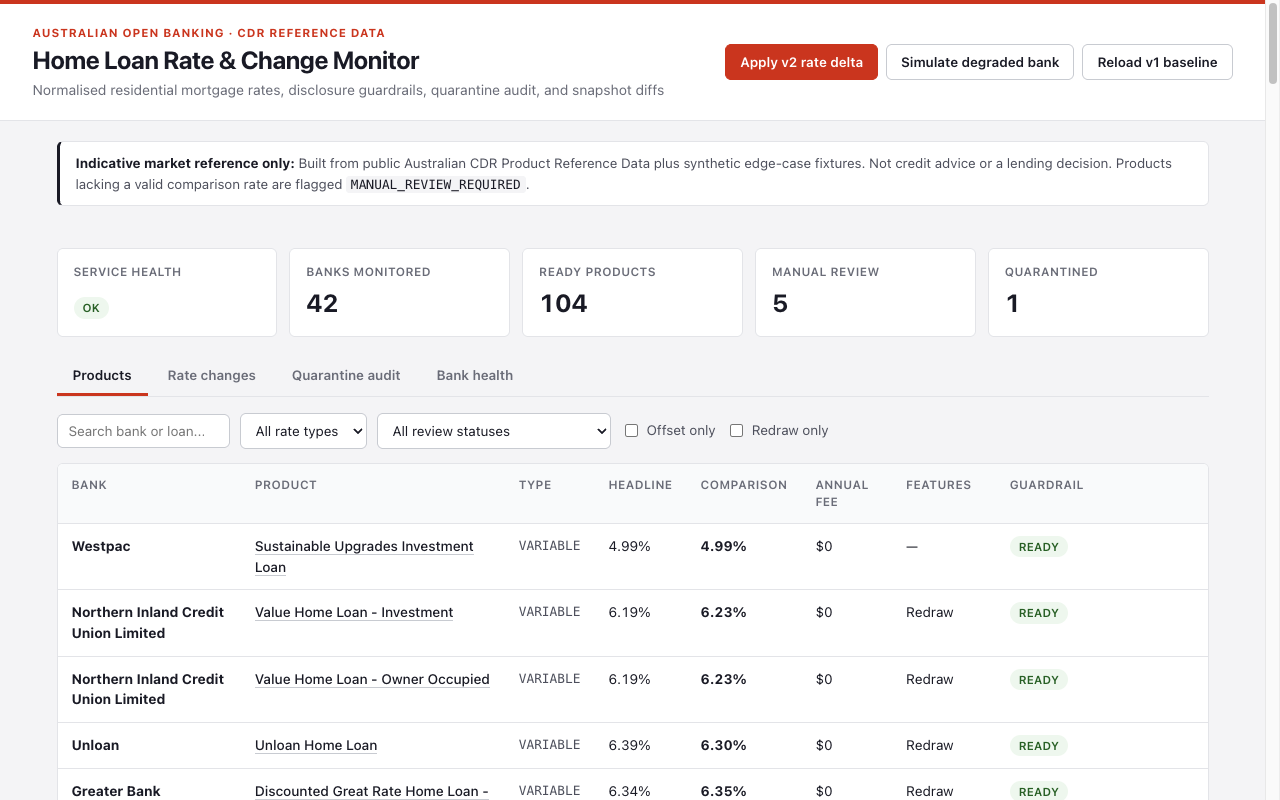 AUSTRALIAN OPEN BANKING · CDR REFERENCE DATA
Home Loan Rate & Change Monitor
Normalised residential mortgage rates, disclosure guardrails, quarantine audit, and snapshot diffs
Apply v2 rate delta
Simulate degraded bank
Reload v1 baseline
Indicative market reference only: Built from public Australian CDR Product Reference Data plus synthetic edge-case fixtures. Not credit advice or a lending decision. Products
lacking a valid comparison rate are flagged MANUAL_REVIEW_REQUIRED .
SERVICE HEALTH
OK
BANKS MONITORED
42
READY PRODUCTS
104
MANUAL REVIEW
5
QUARANTINED
1
Products Rate changes Quarantine audit Bank health
Search bank or loan... All rate types All review statuses Offset only Redraw only
BANK PRODUCT TYPE HEADLINE COMPARISON ANNUAL FEE FEATURES GUARDRAIL
Westpac Sustainable Upgrades Investment Loan VARIABLE 4.99% 4.99% $0 — READY
Northern Inland Credit Union Limited Value Home Loan - Investment VARIABLE 6.19% 6.23% $0 Redraw READY
Northern Inland Credit Union Limited Value Home Loan - Owner Occupied VARIABLE 6.19% 6.23% $0 Redraw READY
Unloan Unloan Home Loan VARIABLE 6.39% 6.30% $0 Redraw READY
Greater Bank Discounted Great Rate Home Loan - VARIABLE 6.34% 6.35% $0 Redraw READY